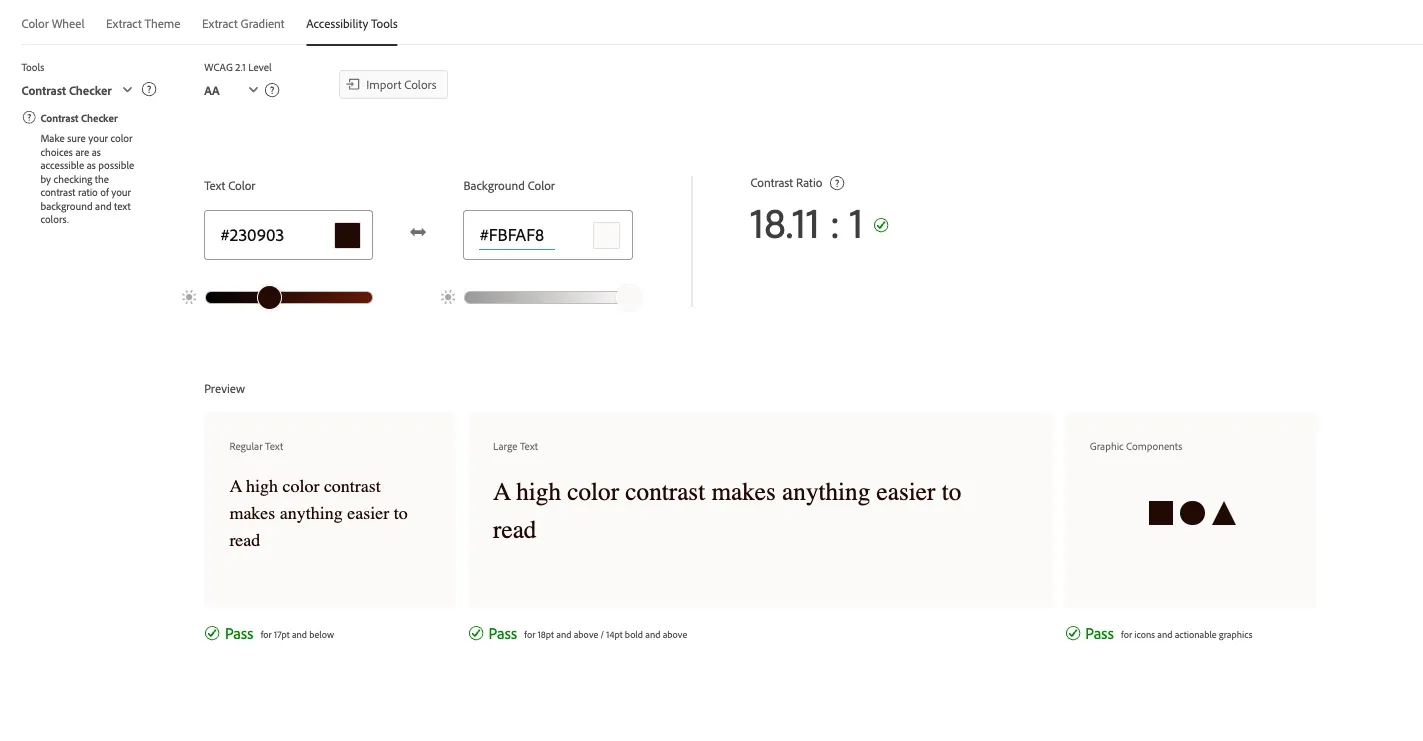 Color Wheel Extract Theme Extract Gradient Accessibility Tools
Tools
Contrast Checker ?
? Contrast Checker
Make sure your color
choices are as
accessible as possible
by checking the
contrast ratio of your
background and text
colors.
WCAG 2.1 Level
AA ?
Import Colors
Text Color
#230903
Background Color
#FBFAF8
Contrast Ratio ?
18.11 : 1
Preview
Regular Text
A high color contrast
makes anything easier to
read
Pass for 17pt and below
Large Text
A high color contrast makes anything easier to
read
Pass for 18pt and above / 14pt bold and above
Graphic Components
Pass for icons and actionable graphics